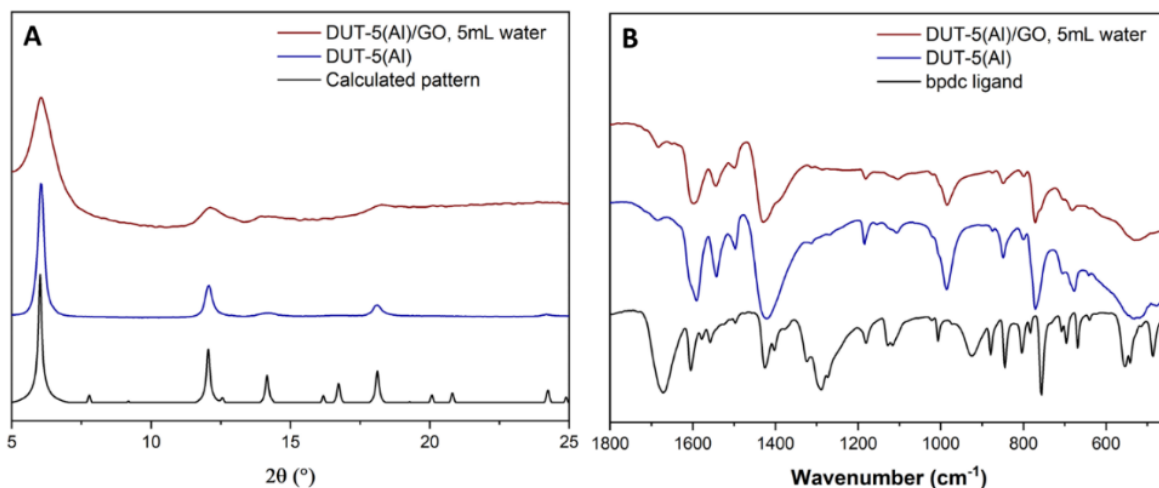 A
DUT-5(Al)/GO, 5mL water
DUT-5(Al)
Calculated pattern
5
10
15
20
25
2θ (°)
B
DUT-5(Al)/GO, 5mL water
DUT-5(Al)
bpdc ligand
1800
1600
1400
1200
1000
800
600
Wavenumber (cm⁻¹)